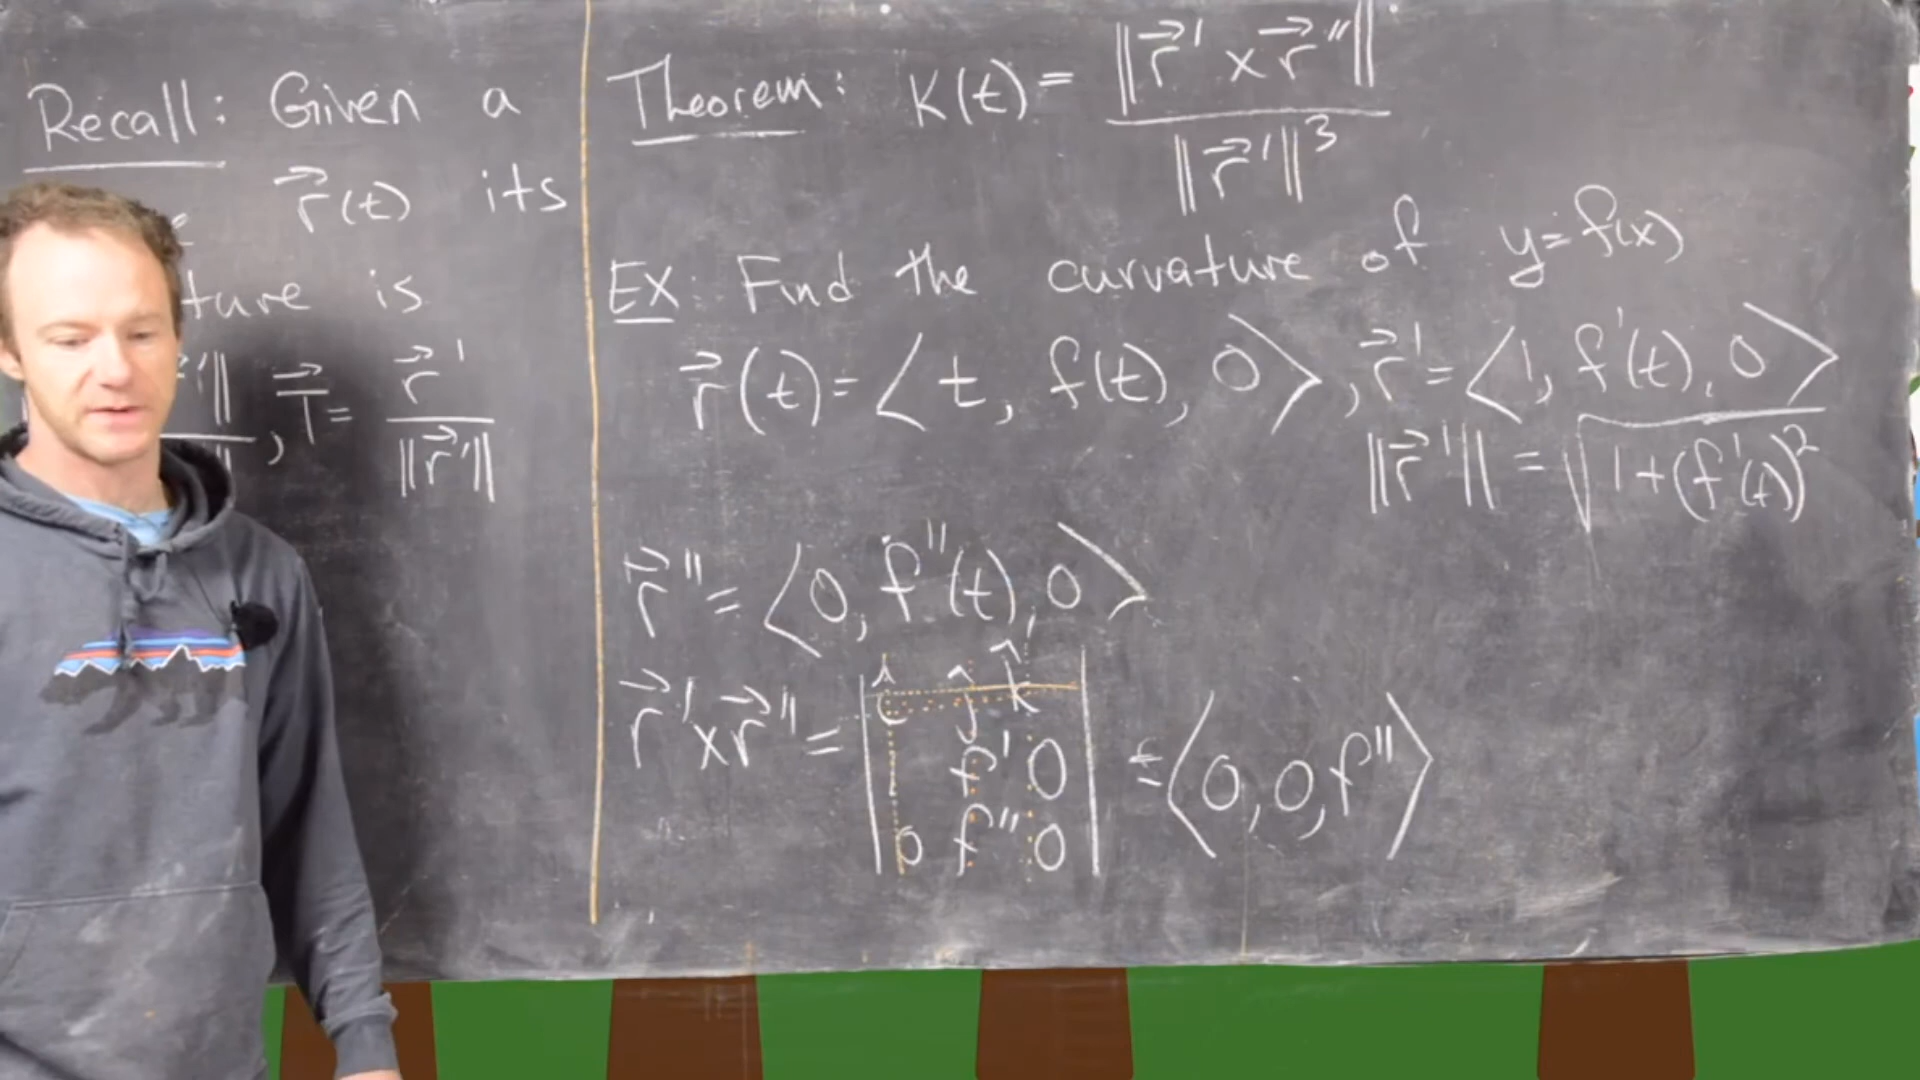 Recall: Given a
r⃗(t) its
ture is
'‖, T⃗ = r⃗' / ‖r⃗'‖
Theorem: K(t) = ‖r⃗' × r⃗''‖ / ‖r⃗'‖³
EX: Find the curvature of y=f(x)
r⃗(t) = ⟨t, f(t), 0⟩, r⃗' = ⟨1, f'(t), 0⟩
‖r⃗'‖ = √(1+(f'(t))²)
r⃗'' = ⟨0, f''(t), 0⟩
r⃗' × r⃗'' = | î ĵ k̂ | = ⟨0, 0, f''⟩
f' 0
0 f'' 0